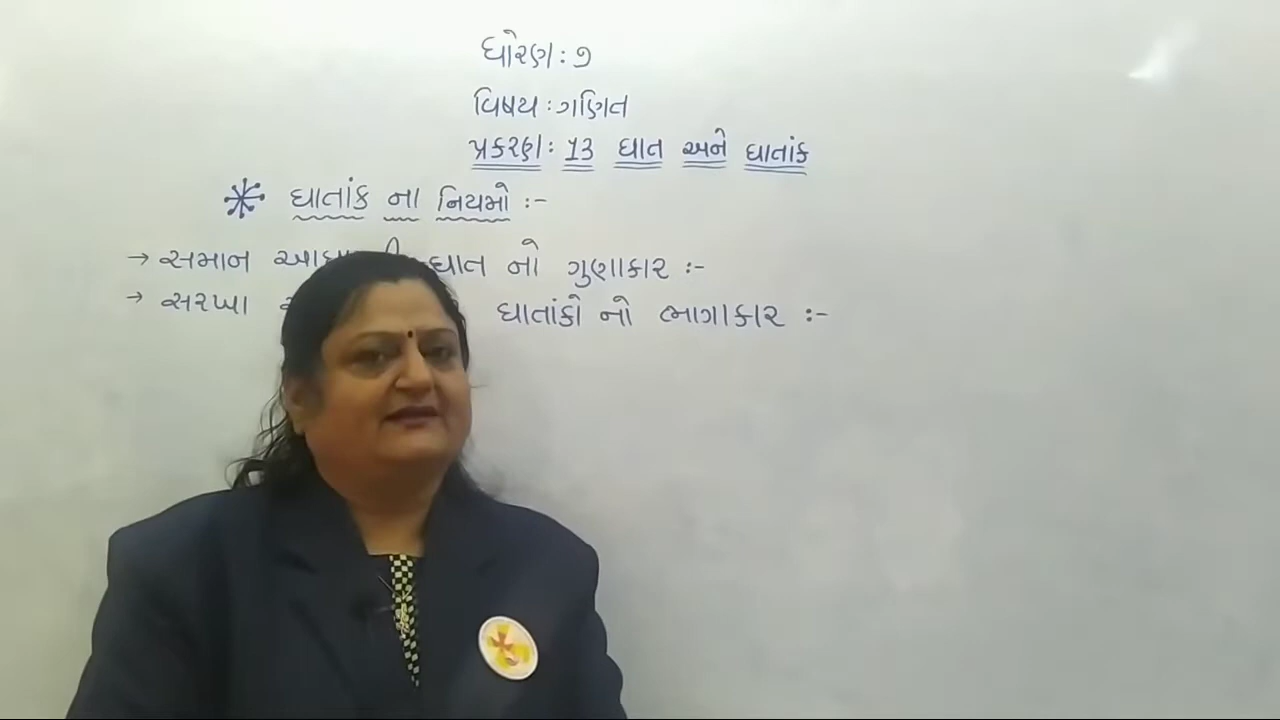 ધોરણ : ૭
વિષય : ગણિત
પ્રકરણ : 13 ઘાત અને ઘાતાંક
ઘાતાંક ના નિયમો :-
→ સમાન ઘાત નો ગુણાકાર :-
→ સરખા ઘાતાંકો નો ભાગાકાર :-